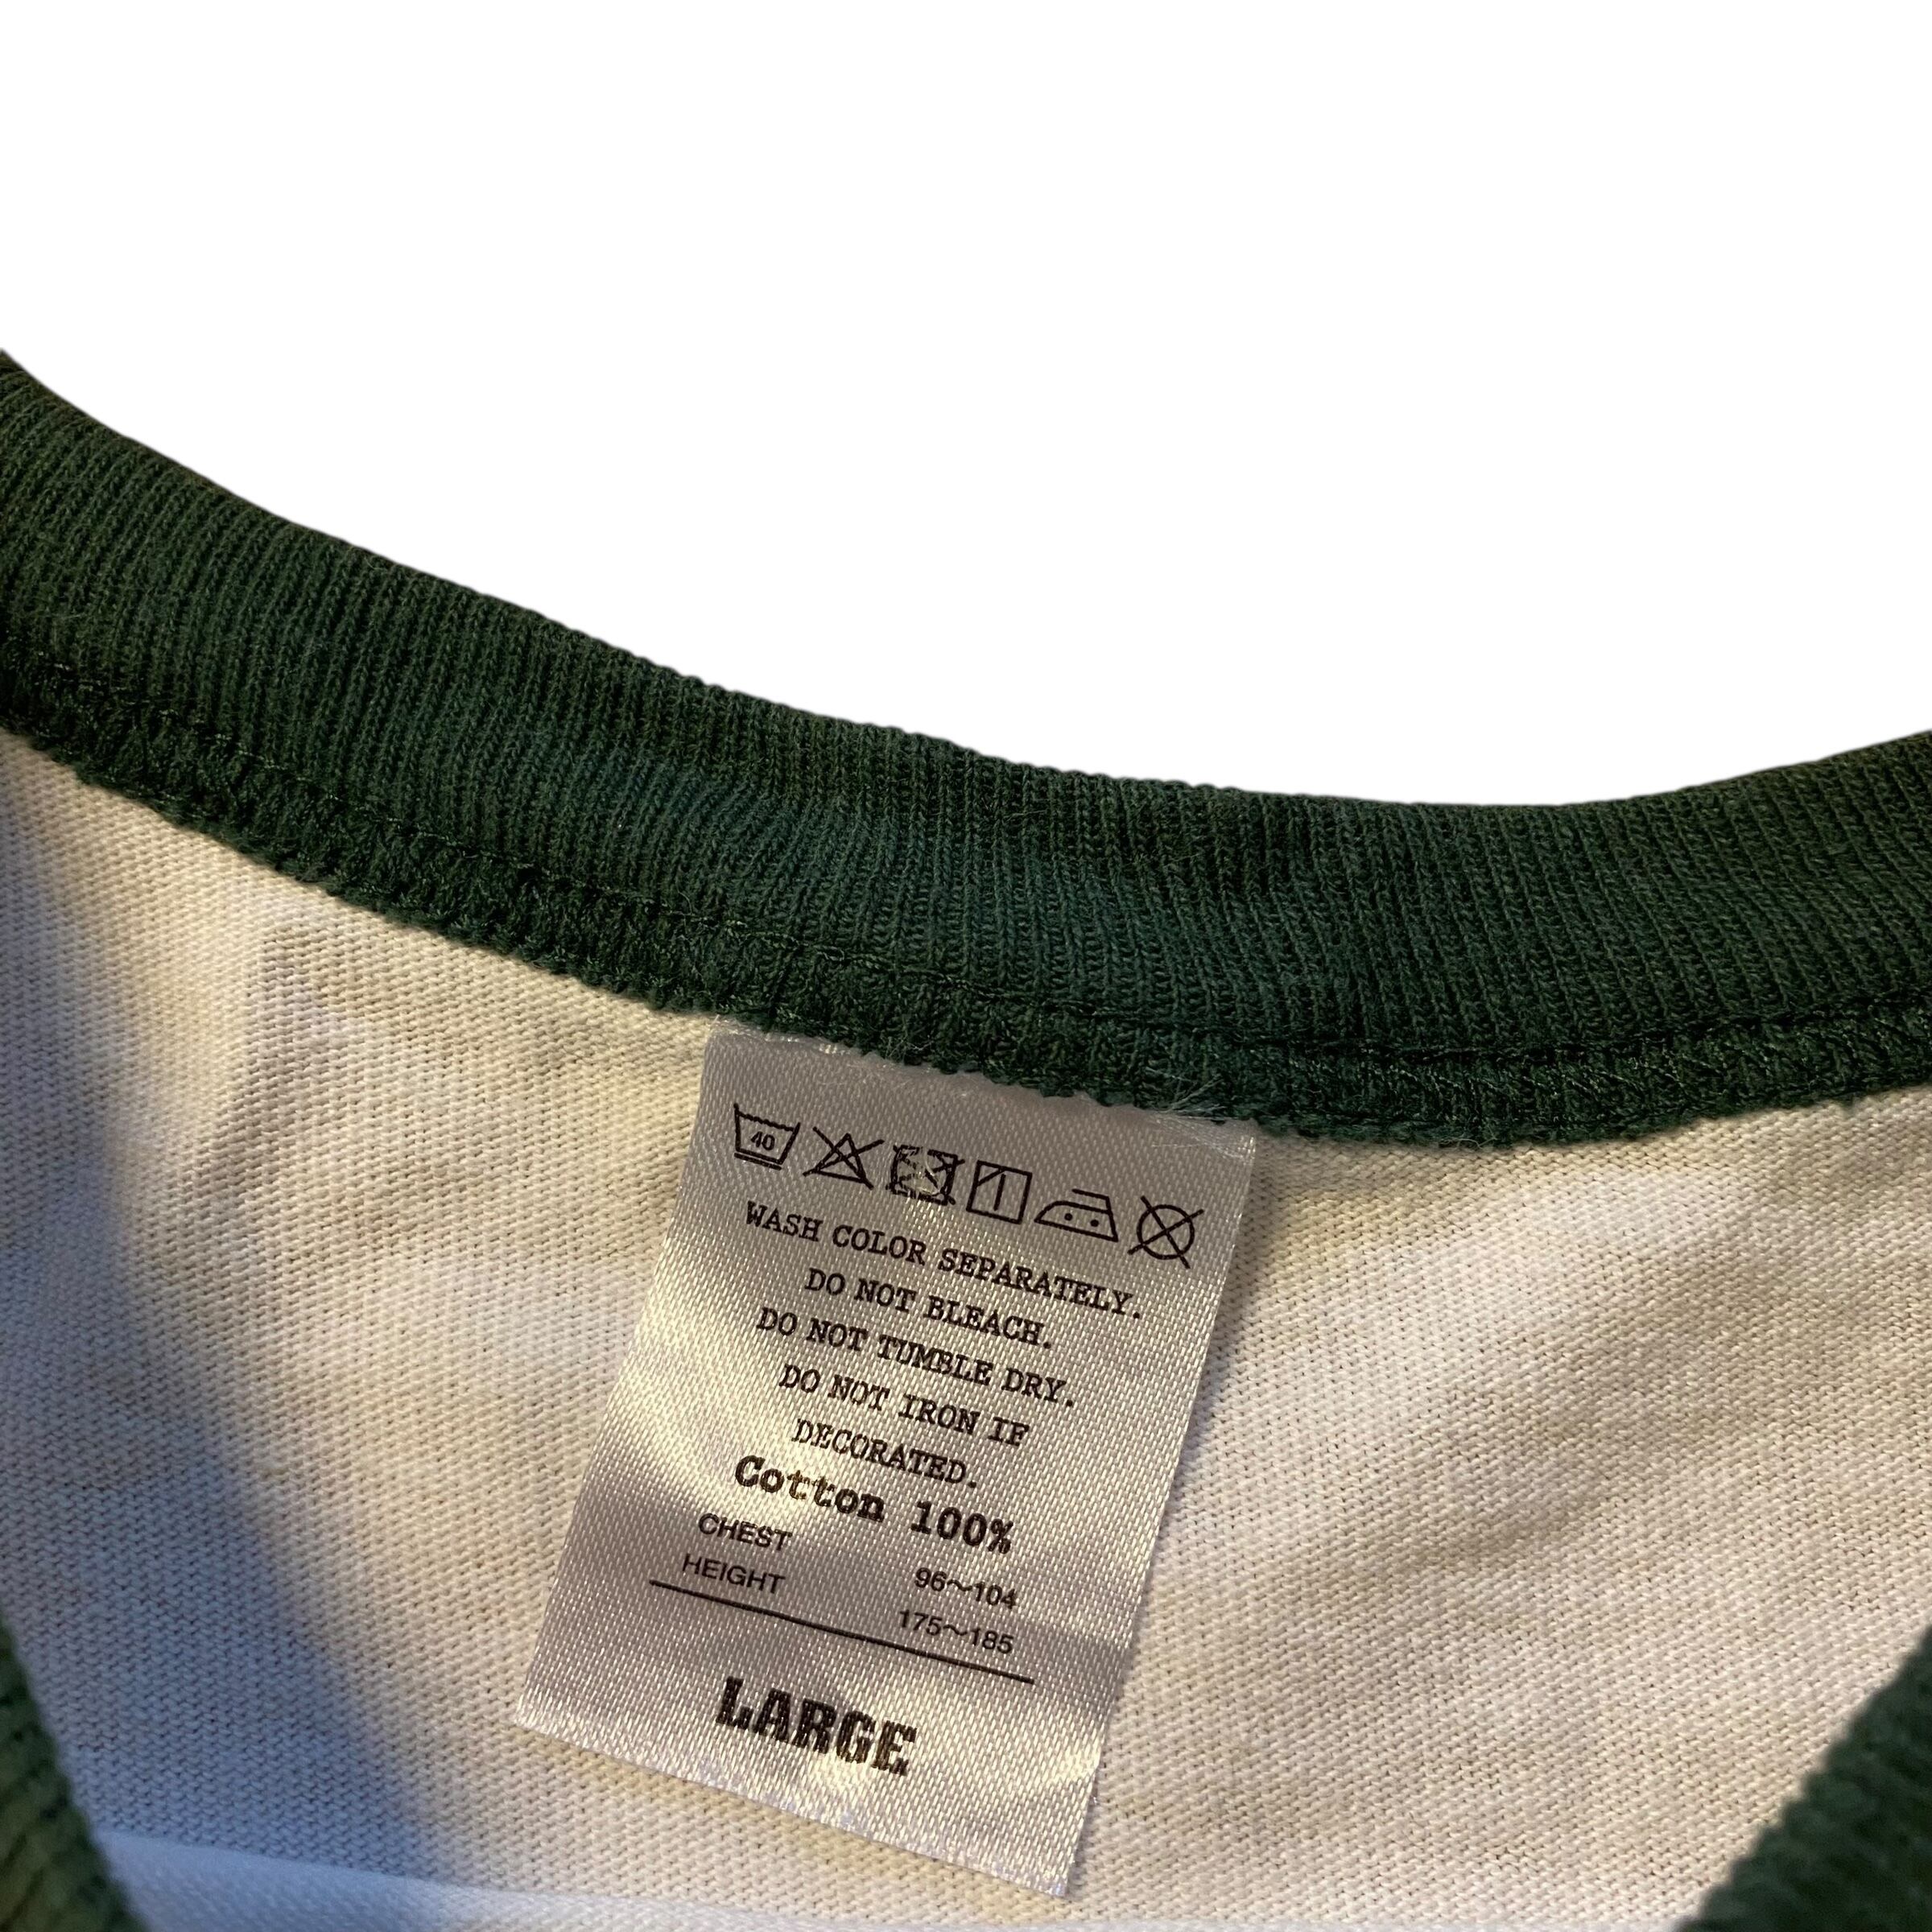 40
WASH COLOR SEPARATELY.
DO NOT BLEACH.
DO NOT TUMBLE DRY.
DO NOT IRON IF
DECORATED.
Cotton 100%
CHEST 96～104
HEIGHT 175～185
LARGE